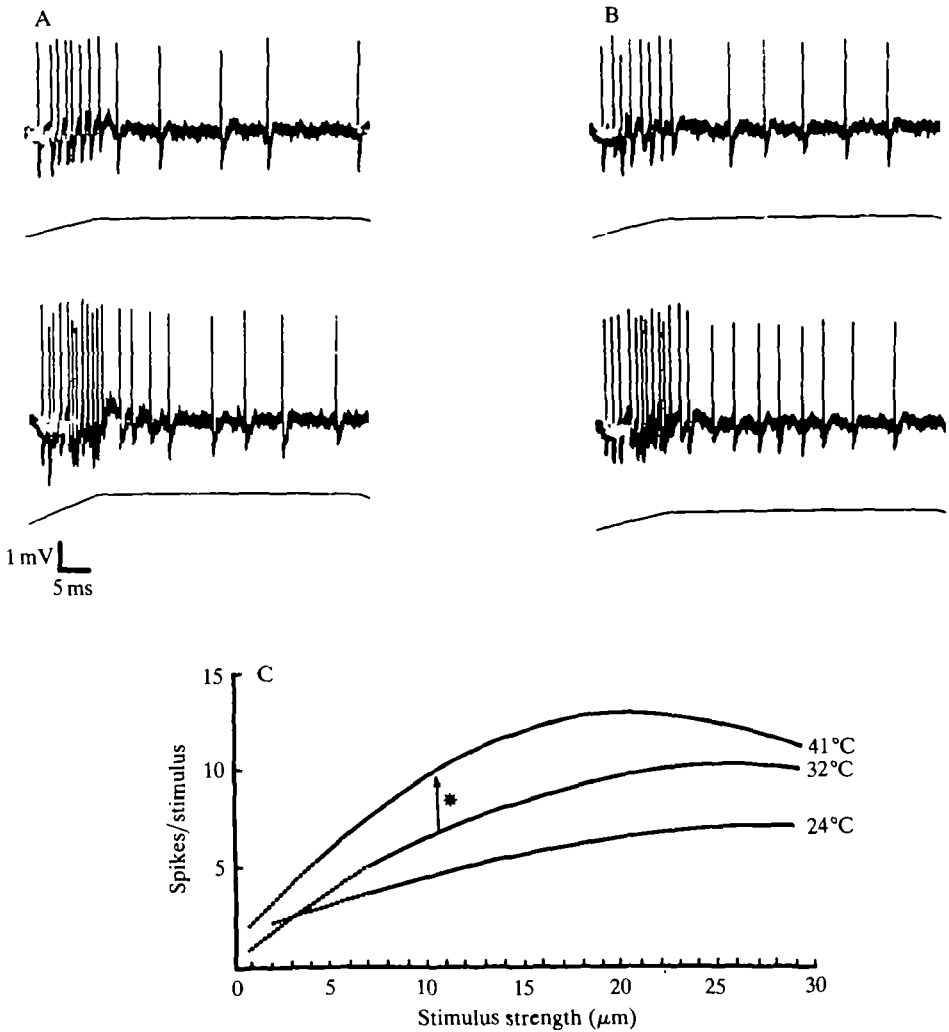 A
B
1 mV
5 ms
C
15
10
5
Spikes/stimulus
41°C
32°C
24°C
*
0 5 10 15 20 25 30
Stimulus strength (µm)